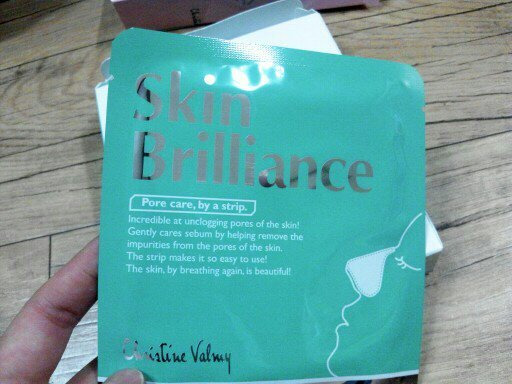 Skin
Brilliance
Pore care, by a strip.
Incredible at unclogging pores of the skin!
Gently cares sebum by helping remove the
impurities from the pores of the skin.
The strip makes it so easy to use!
The skin, by breathing again, is beautiful!
Christine Valmy